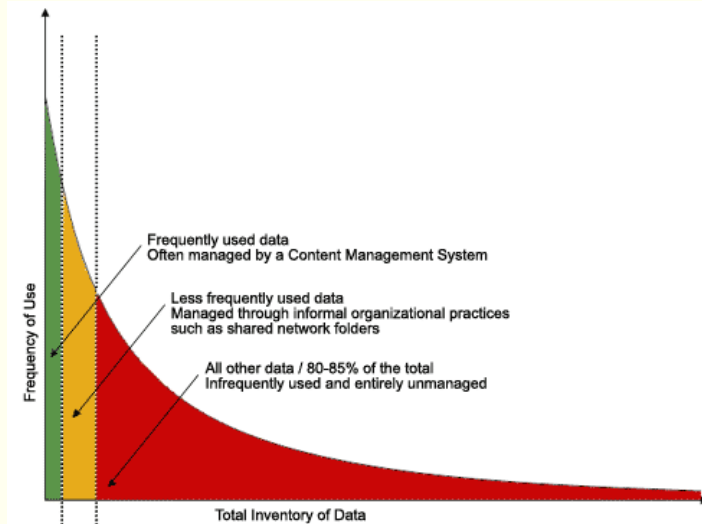 Frequently used data
Often managed by a Content Management System
Less frequently used data
Managed through informal organizational practices
such as shared network folders
All other data / 80-85% of the total
Infrequently used and entirely unmanaged
Frequency of Use
Total Inventory of Data